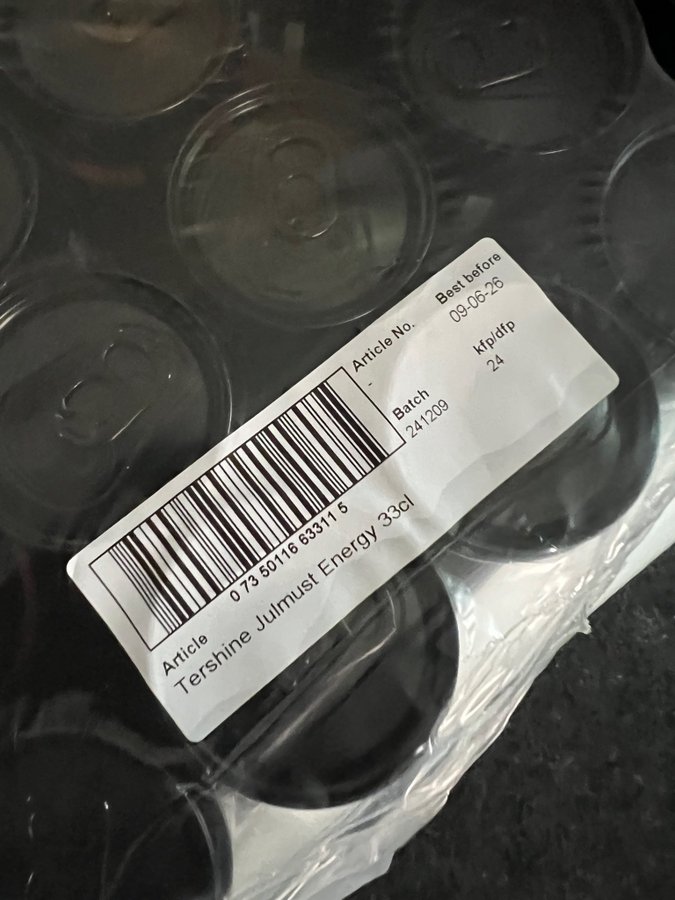 Article No.
-
Best before
09-06-26
Batch
241209
kfp/dfp
24
0 73 50116 63311 5
Article
Tershine Julmust Energy 33cl